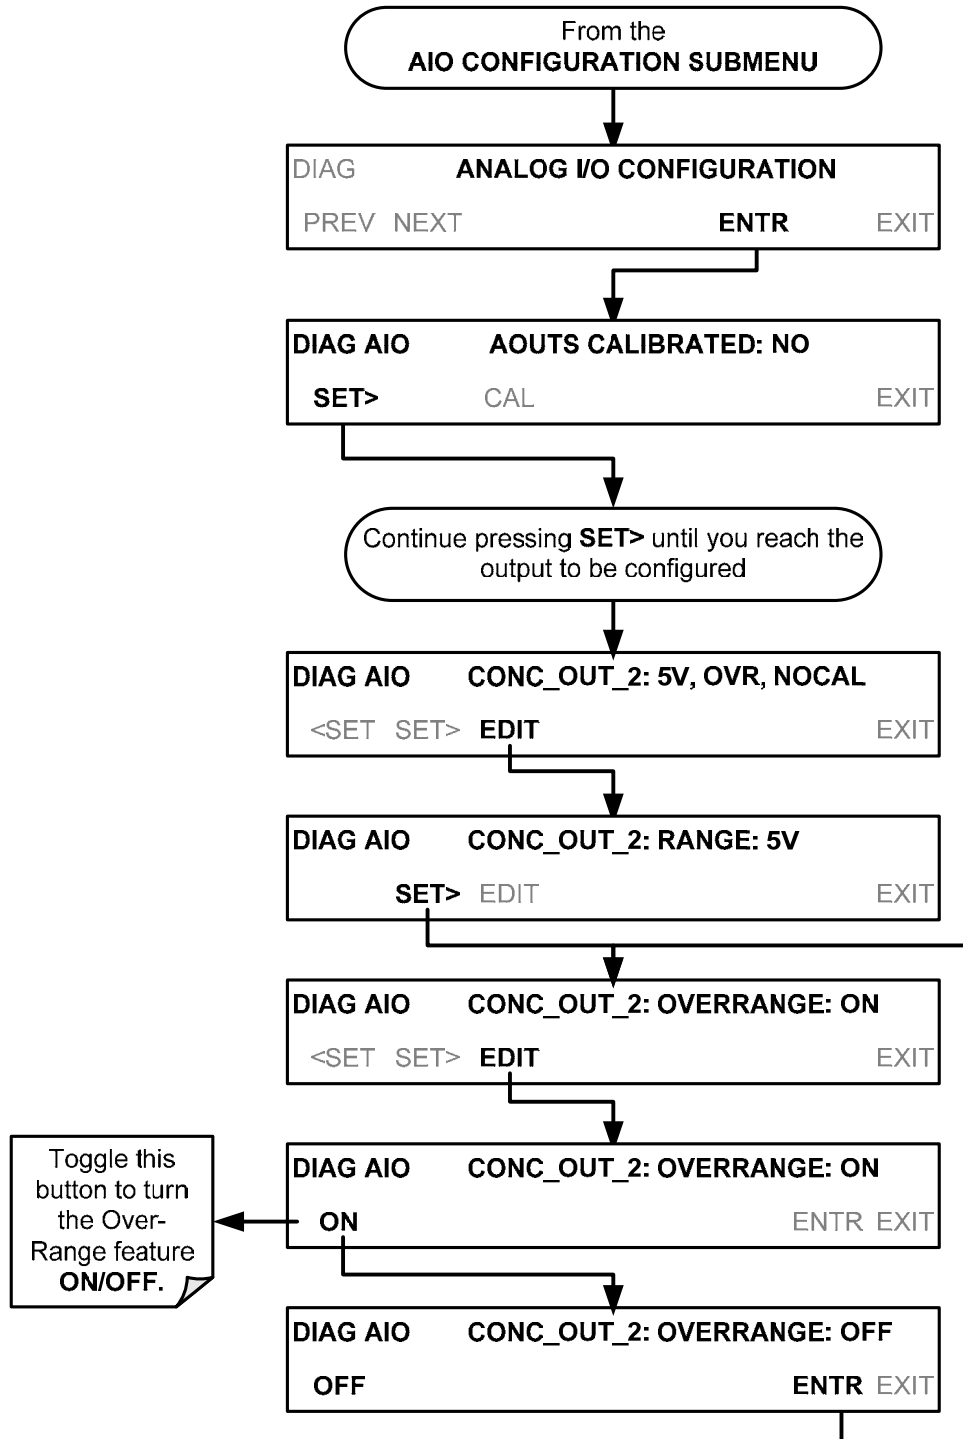 From the
AIO CONFIGURATION SUBMENU
DIAG ANALOG I/O CONFIGURATION
PREV NEXT ENTR EXIT
DIAG AIO AOUTS CALIBRATED: NO
SET> CAL EXIT
Continue pressing SET> until you reach the
output to be configured
DIAG AIO CONC_OUT_2: 5V, OVR, NOCAL
<SET SET> EDIT EXIT
DIAG AIO CONC_OUT_2: RANGE: 5V
SET> EDIT EXIT
DIAG AIO CONC_OUT_2: OVERRANGE: ON
<SET SET> EDIT EXIT
Toggle this
button to turn
the Over-
Range feature
ON/OFF.
DIAG AIO CONC_OUT_2: OVERRANGE: ON
ON ENTR EXIT
DIAG AIO CONC_OUT_2: OVERRANGE: OFF
OFF ENTR EXIT